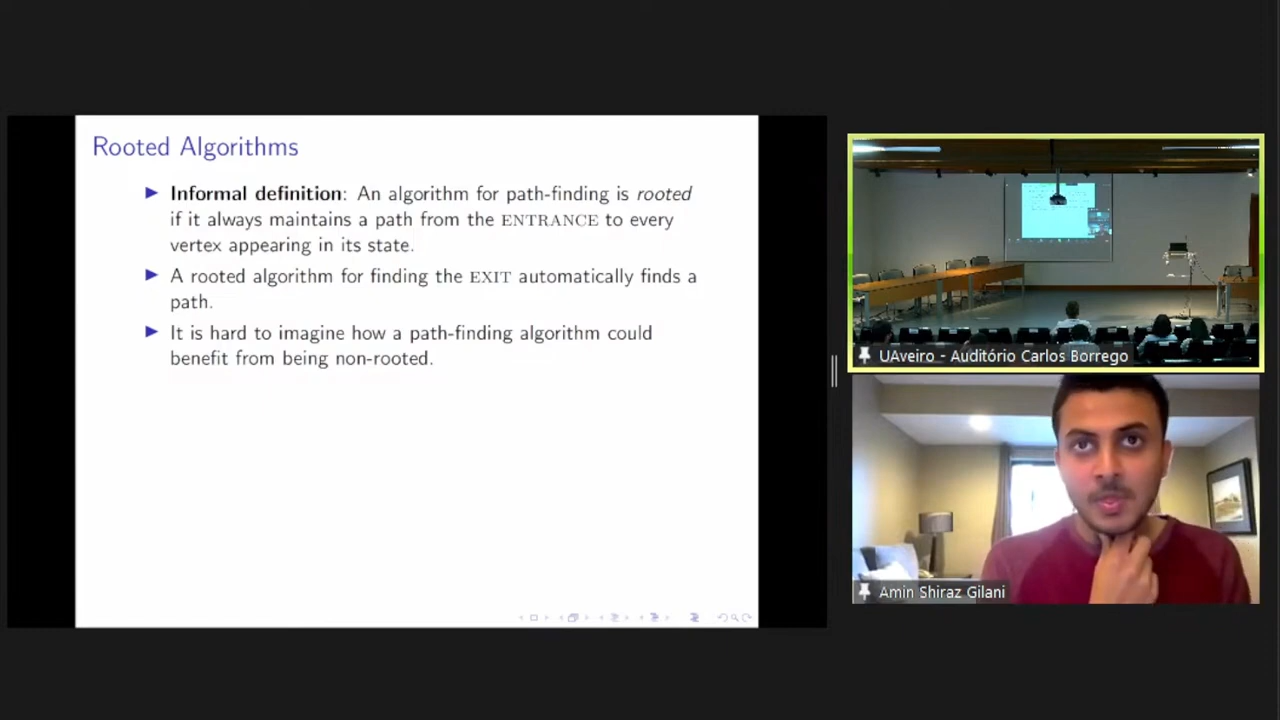 Rooted Algorithms
Informal definition: An algorithm for path-finding is rooted
if it always maintains a path from the ENTRANCE to every
vertex appearing in its state.
A rooted algorithm for finding the EXIT automatically finds a
path.
It is hard to imagine how a path-finding algorithm could
benefit from being non-rooted.
UAveiro - Auditório Carlos Borrego
Amin Shiraz Gilani